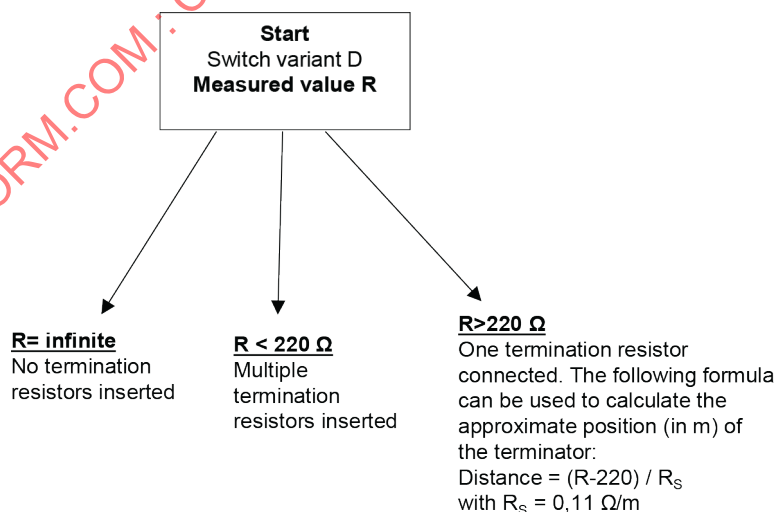 Start
Switch variant D
Measured value R
ORM.COM : C
R= infinite
No termination
resistors inserted
R < 220 Ω
Multiple
termination
resistors inserted
R>220 Ω
One termination resistor
connected. The following formula
can be used to calculate the
approximate position (in m) of
the terminator:
Distance = (R-220) / RS
with RS = 0,11 Ω/m